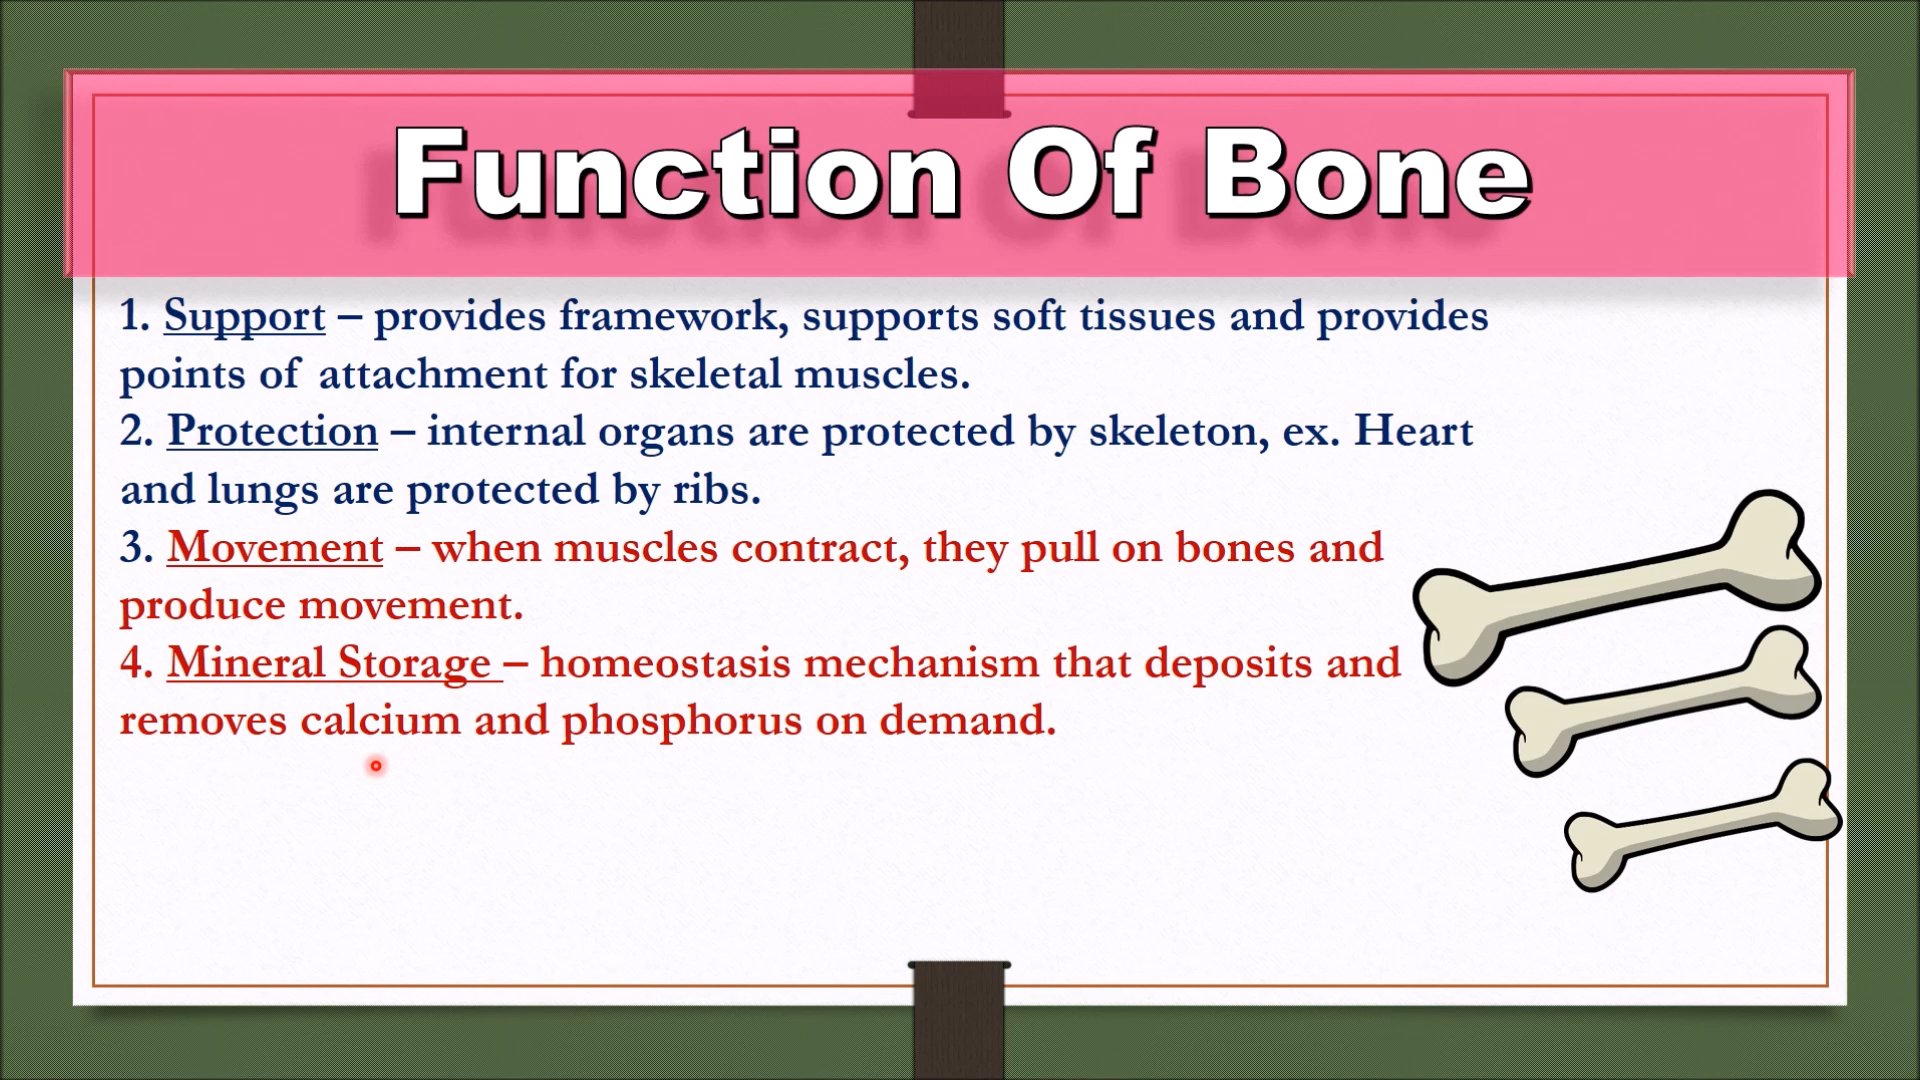 Function Of Bone
1. Support – provides framework, supports soft tissues and provides
points of attachment for skeletal muscles.
2. Protection – internal organs are protected by skeleton, ex. Heart
and lungs are protected by ribs.
3. Movement – when muscles contract, they pull on bones and
produce movement.
4. Mineral Storage – homeostasis mechanism that deposits and
removes calcium and phosphorus on demand.